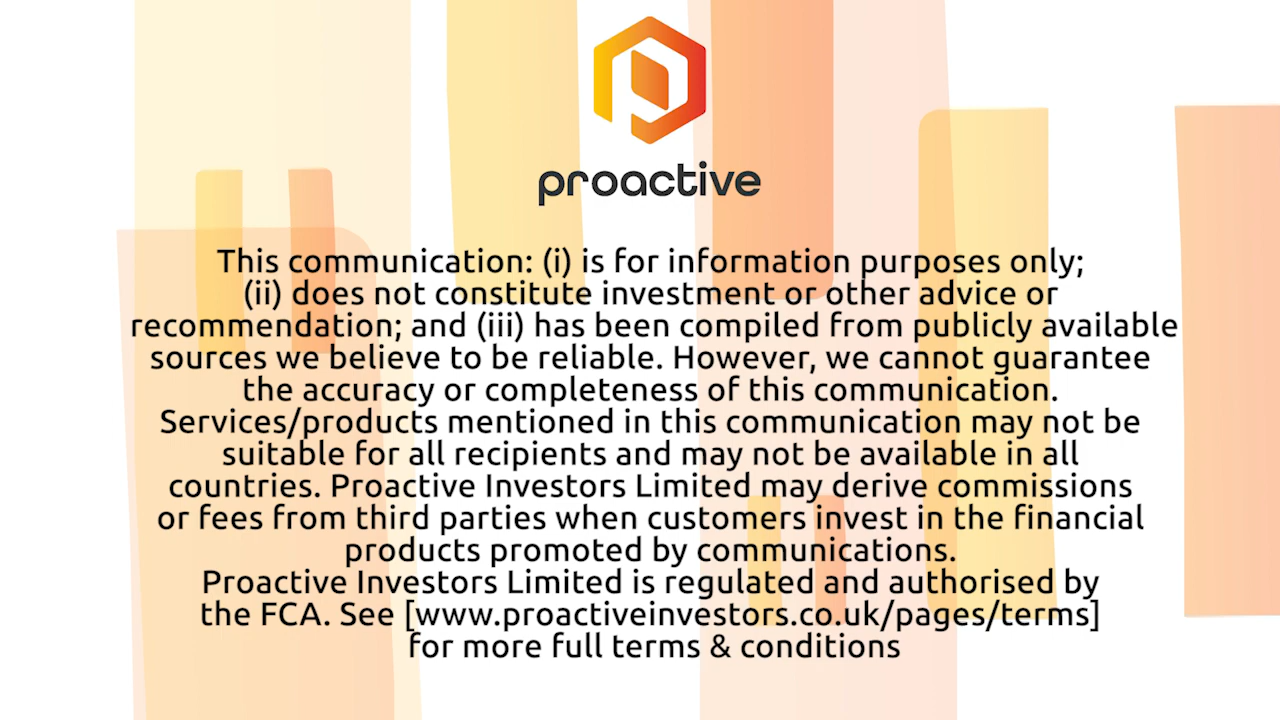 proactive
This communication: (i) is for information purposes only;
(ii) does not constitute investment or other advice or
recommendation; and (iii) has been compiled from publicly available
sources we believe to be reliable. However, we cannot guarantee
the accuracy or completeness of this communication.
Services/products mentioned in this communication may not be
suitable for all recipients and may not be available in all
countries. Proactive Investors Limited may derive commissions
or fees from third parties when customers invest in the financial
products promoted by communications.
Proactive Investors Limited is regulated and authorised by
the FCA. See [www.proactiveinvestors.co.uk/pages/terms]
for more full terms & conditions